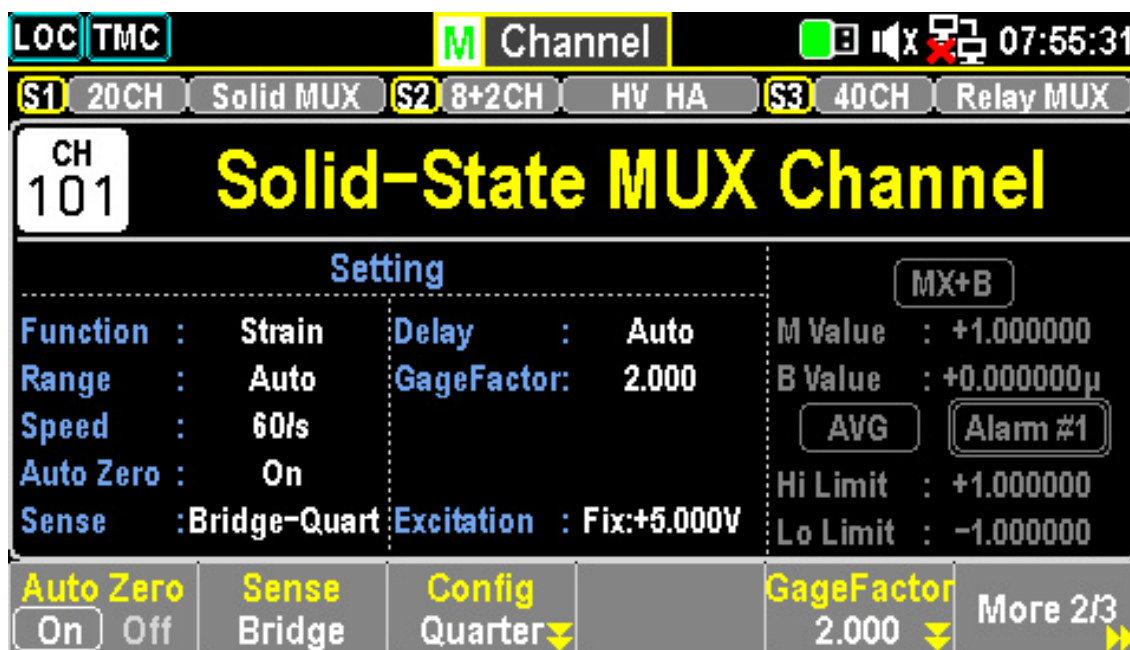 LOC TMC M Channel 07:55:31
S1 20CH Solid MUX S2 8+2CH HV_HA S3 40CH Relay MUX
CH
101
Solid-State MUX Channel
Setting
Function : Strain
Range : Auto
Speed : 60/s
Auto Zero : On
Sense :Bridge-Quart
Delay : Auto
GageFactor: 2.000
Excitation : Fix:+5.000V
MX+B
M Value : +1.000000
B Value : +0.000000µ
AVG Alarm #1
Hi Limit : +1.000000
Lo Limit : -1.000000
Auto Zero
On Off
Sense
Bridge
Config
Quarter
GageFactor
2.000
More 2/3